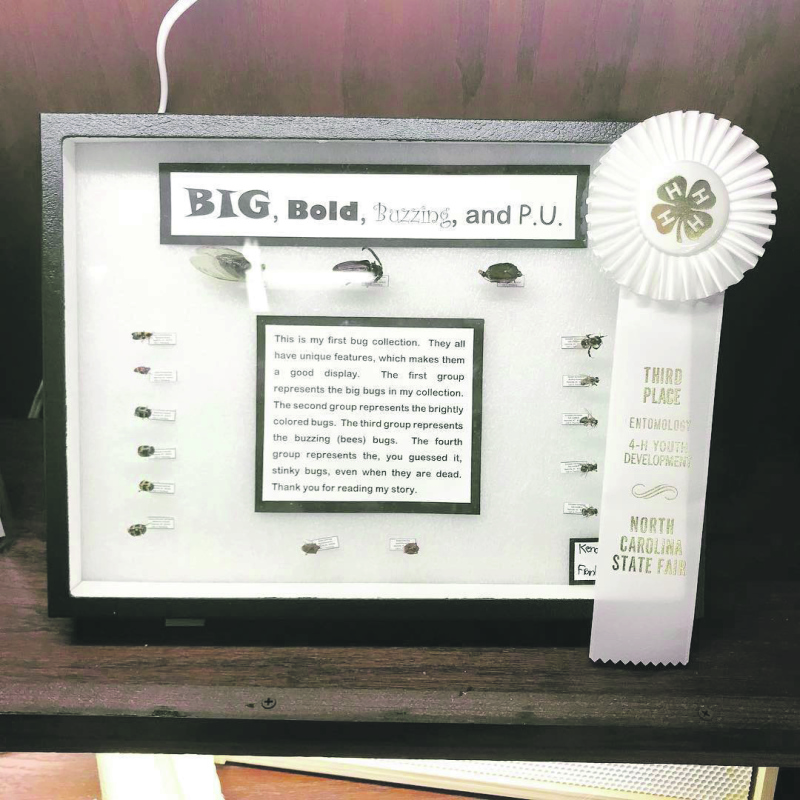 BIG, Bold, Buzzing, and P.U.
This is my first bug collection. They all
have unique features, which makes them
a good display. The first group
represents the big bugs in my collection.
The second group represents the brightly
colored bugs. The third group represents
the buzzing (bees) bugs. The fourth
group represents the, you guessed it,
stinky bugs, even when they are dead.
Thank you for reading my story.
H H
H H
THIRD
PLACE
ENTOMOLOGY
4-H YOUTH
DEVELOPMENT
NORTH
CAROLINA
STATE FAIR